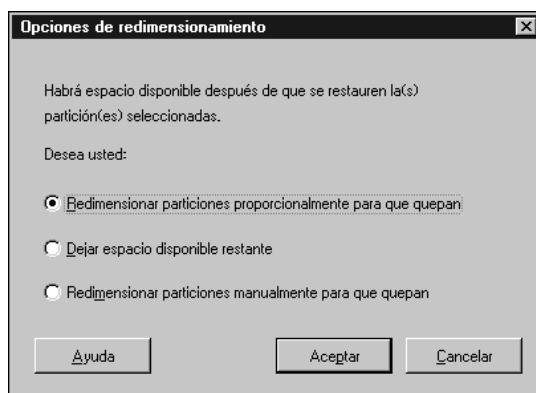 Opciones de redimensionamiento
Habrá espacio disponible después de que se restauren la(s)
partición(es) seleccionadas.
Desea usted:
Redimensionar particiones proporcionalmente para que quepan
Dejar espacio disponible restante
Redimensionar particiones manualmente para que quepan
Ayuda
Aceptar
Cancelar